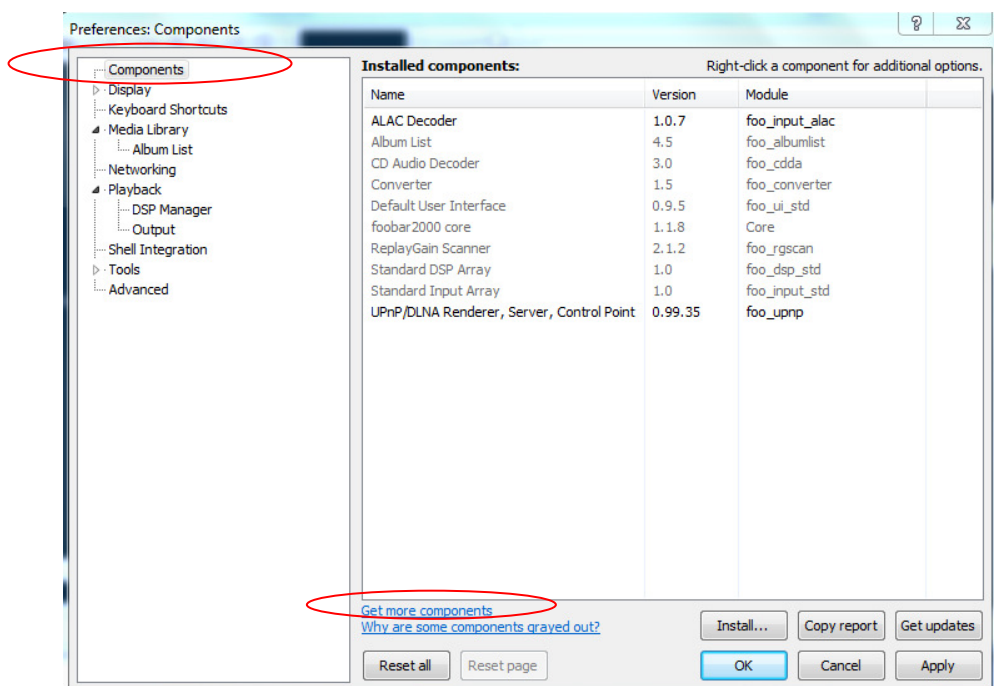 Preferences: Components
Components
Display
Keyboard Shortcuts
Media Library
Album List
Networking
Playback
DSP Manager
Output
Shell Integration
Tools
Advanced
Installed components: Right-click a component for additional options.
Name Version Module
ALAC Decoder 1.0.7 foo_input_alac
Album List 4.5 foo_albumlist
CD Audio Decoder 3.0 foo_cdda
Converter 1.5 foo_converter
Default User Interface 0.9.5 foo_ui_std
foobar2000 core 1.1.8 Core
ReplayGain Scanner 2.1.2 foo_rgscan
Standard DSP Array 1.0 foo_dsp_std
Standard Input Array 1.0 foo_input_std
UPnP/DLNA Renderer, Server, Control Point 0.99.35 foo_upnp
Get more components
Why are some components grayed out?
Install... Copy report Get updates
Reset all Reset page OK Cancel Apply